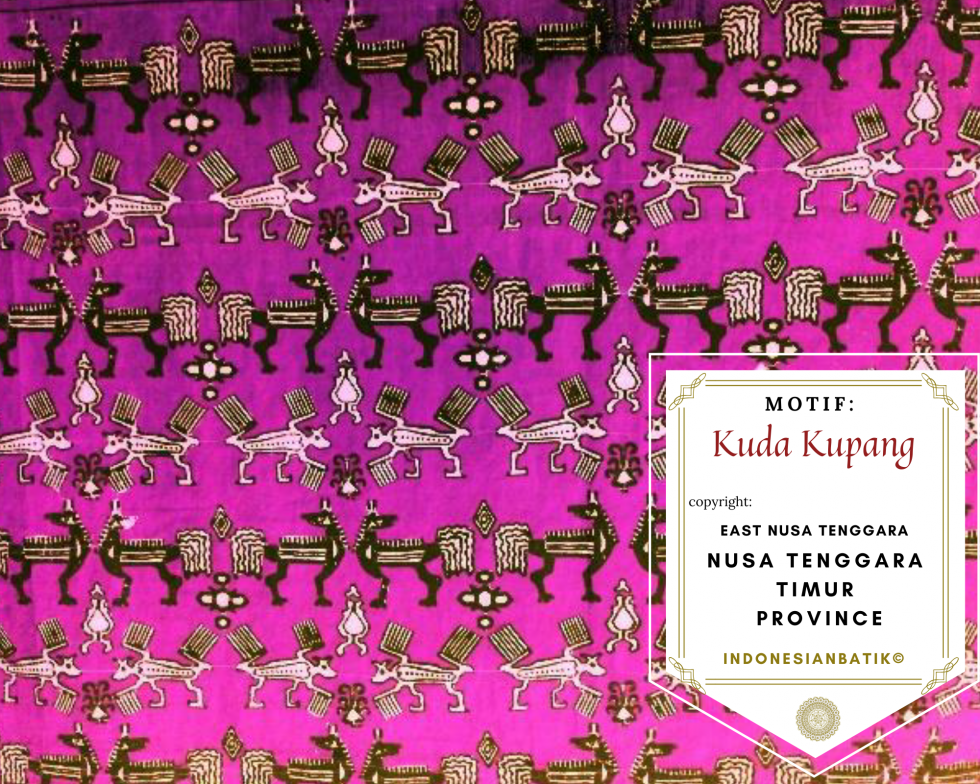 MOTIF:
Kuda Kupang
copyright:
EAST NUSA TENGGARA
NUSA TENGGARA
TIMUR
PROVINCE
INDONESIANBATIK©